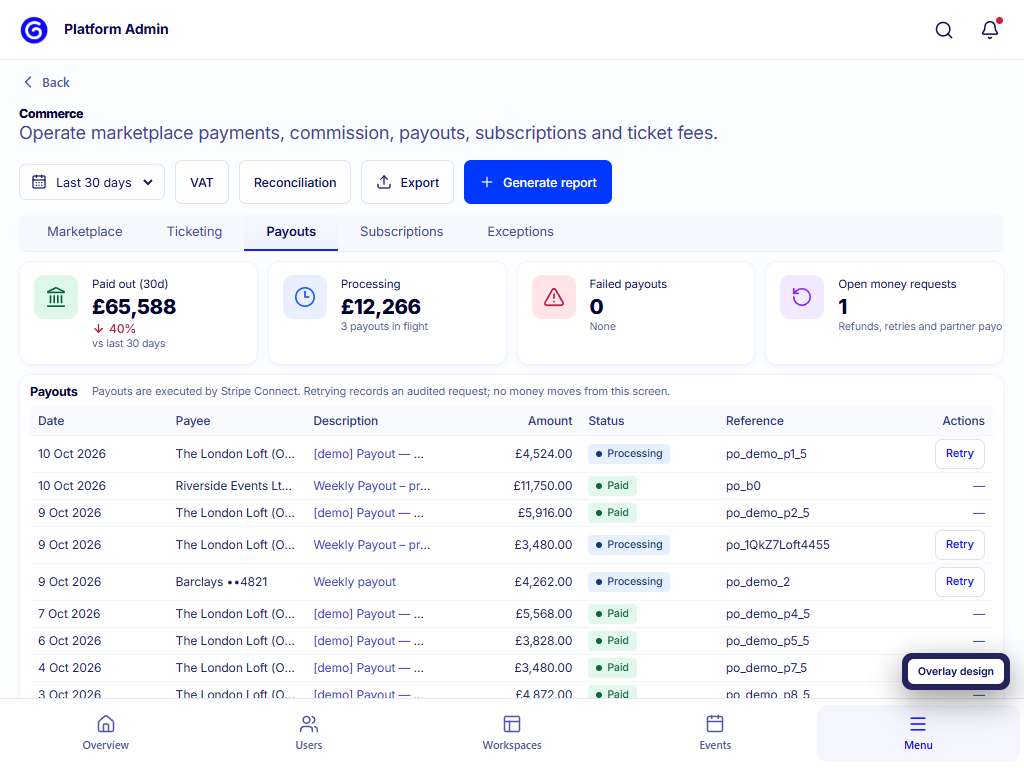 Platform Admin
Back
Commerce
Operate marketplace payments, commission, payouts, subscriptions and ticket fees.
Last 30 days VAT Reconciliation Export Generate report
Marketplace Ticketing Payouts Subscriptions Exceptions
Paid out (30d)
£65,588
40%
vs last 30 days
Processing
£12,266
3 payouts in flight
Failed payouts
0
None
Open money requests
1
Refunds, retries and partner payo
Payouts Payouts are executed by Stripe Connect. Retrying records an audited request; no money moves from this screen.
Date Payee Description Amount Status Reference Actions
10 Oct 2026 The London Loft (O... [demo] Payout — ... £4,524.00 Processing po_demo_p1_5 Retry
10 Oct 2026 Riverside Events Lt... Weekly Payout – pr... £11,750.00 Paid po_b0 —
9 Oct 2026 The London Loft (O... [demo] Payout — ... £5,916.00 Paid po_demo_p2_5 —
9 Oct 2026 The London Loft (O... Weekly Payout – pr... £3,480.00 Processing po_1QkZ7Loft4455 Retry
9 Oct 2026 Barclays ••4821 Weekly payout £4,262.00 Processing po_demo_2 Retry
7 Oct 2026 The London Loft (O... [demo] Payout — ... £5,568.00 Paid po_demo_p4_5 —
6 Oct 2026 The London Loft (O... [demo] Payout — ... £3,828.00 Paid po_demo_p5_5 —
4 Oct 2026 The London Loft (O... [demo] Payout — ... £3,480.00 Paid po_demo_p7_5
3 Oct 2026 The London Loft (O... [demo] Payout — ... £4,872.00 Paid po_demo_p8_5 —
Overlay design
Overview Users Workspaces Events Menu